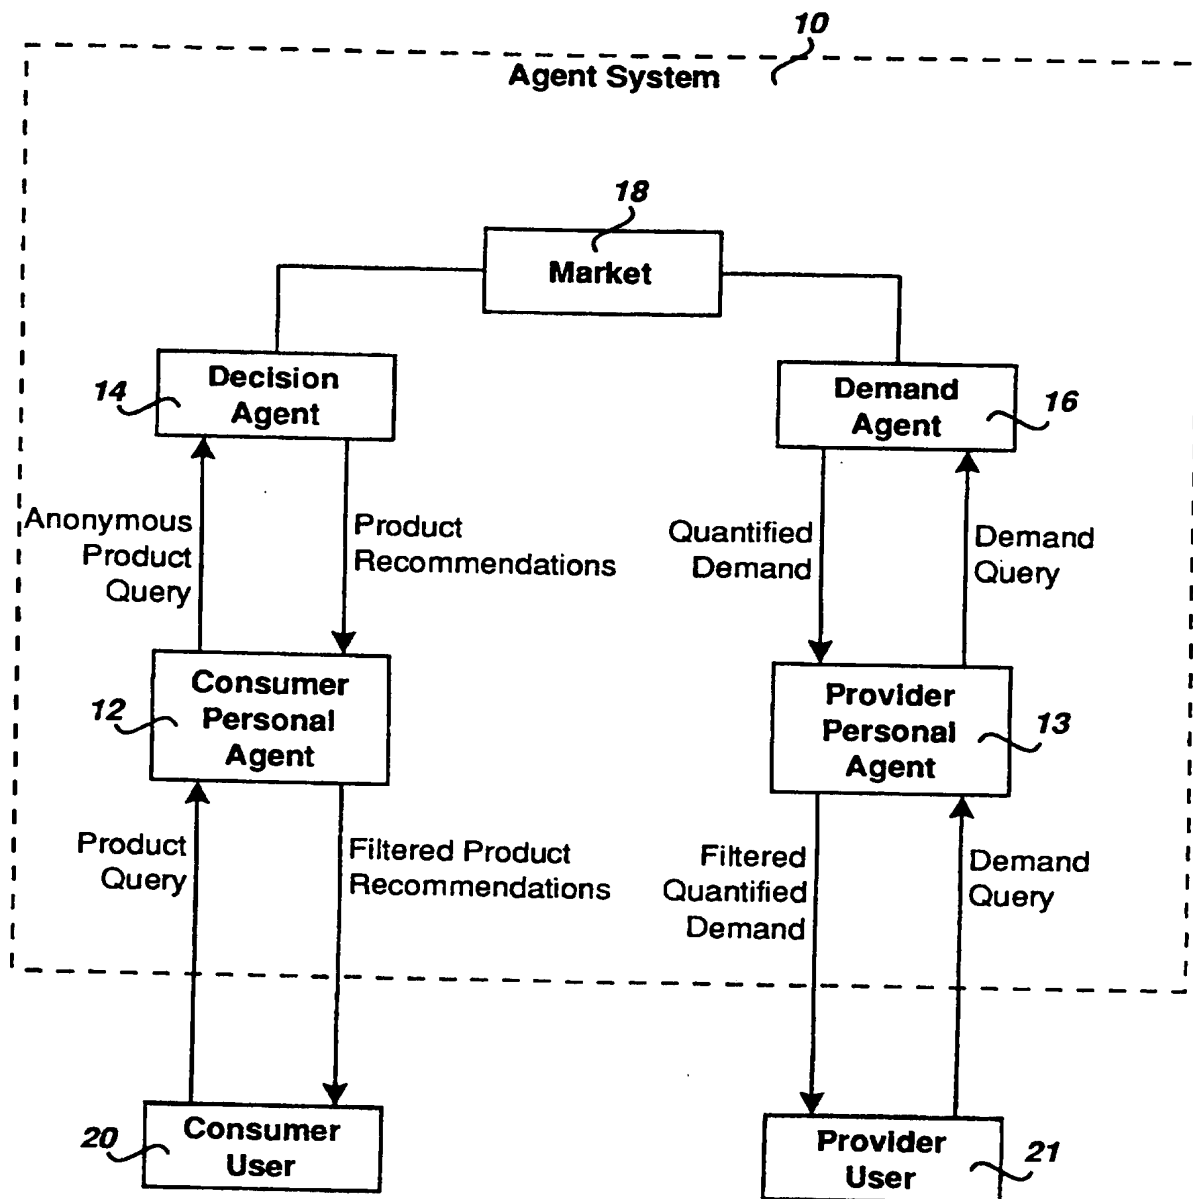 10
Agent System
18
Market
14
Decision
Agent
Demand
Agent
16
Anonymous
Product
Query
Product
Recommendations
Quantified
Demand
Demand
Query
12
Consumer
Personal
Agent
Provider
Personal
Agent
13
Product
Query
Filtered Product
Recommendations
Filtered
Quantified
Demand
Demand
Query
20
Consumer
User
Provider
User
21